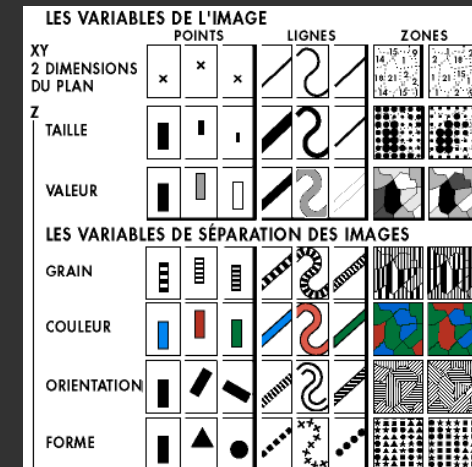 LES VARIABLES DE L'IMAGE
POINTS LIGNES ZONES
XY
2 DIMENSIONS
DU PLAN
Z
TAILLE
VALEUR
LES VARIABLES DE SÉPARATION DES IMAGES
GRAIN
COULEUR
ORIENTATION
FORME